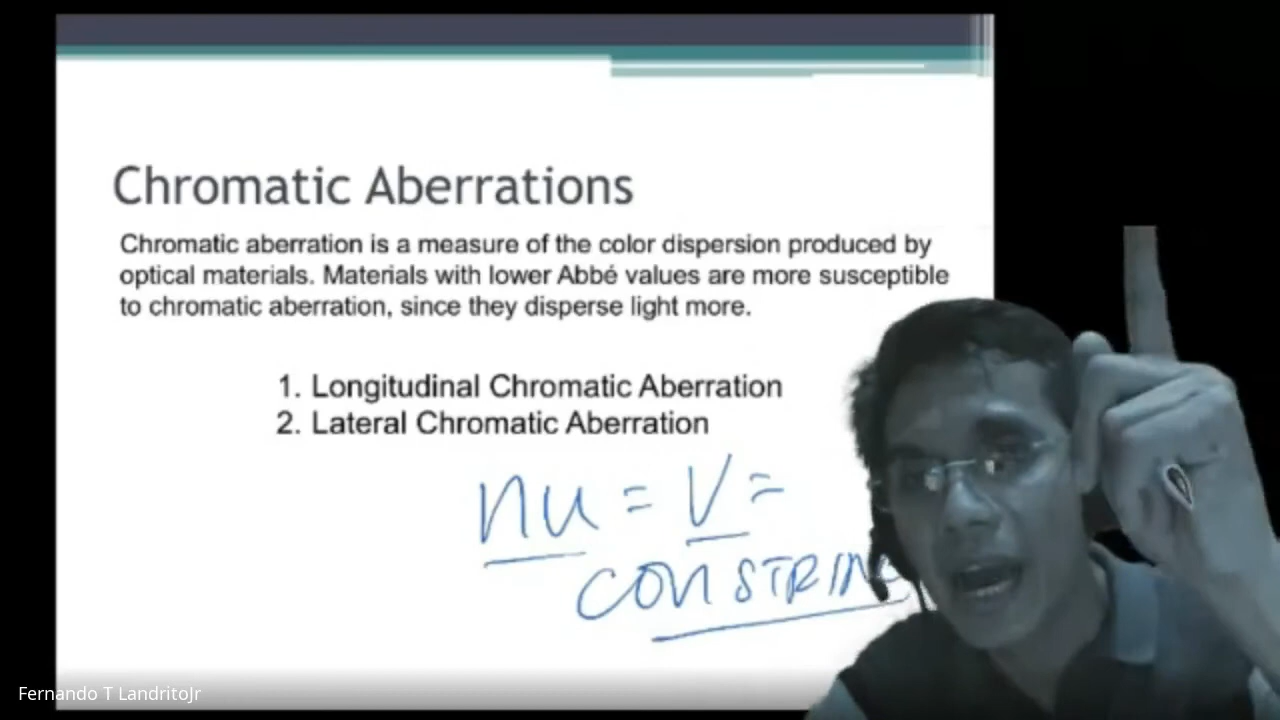 Chromatic Aberrations
Chromatic aberration is a measure of the color dispersion produced by
optical materials. Materials with lower Abbé values are more susceptible
to chromatic aberration, since they disperse light more.
1. Longitudinal Chromatic Aberration
2. Lateral Chromatic Aberration
nu = V =
CONSTRIN
Fernando T LandritoJr